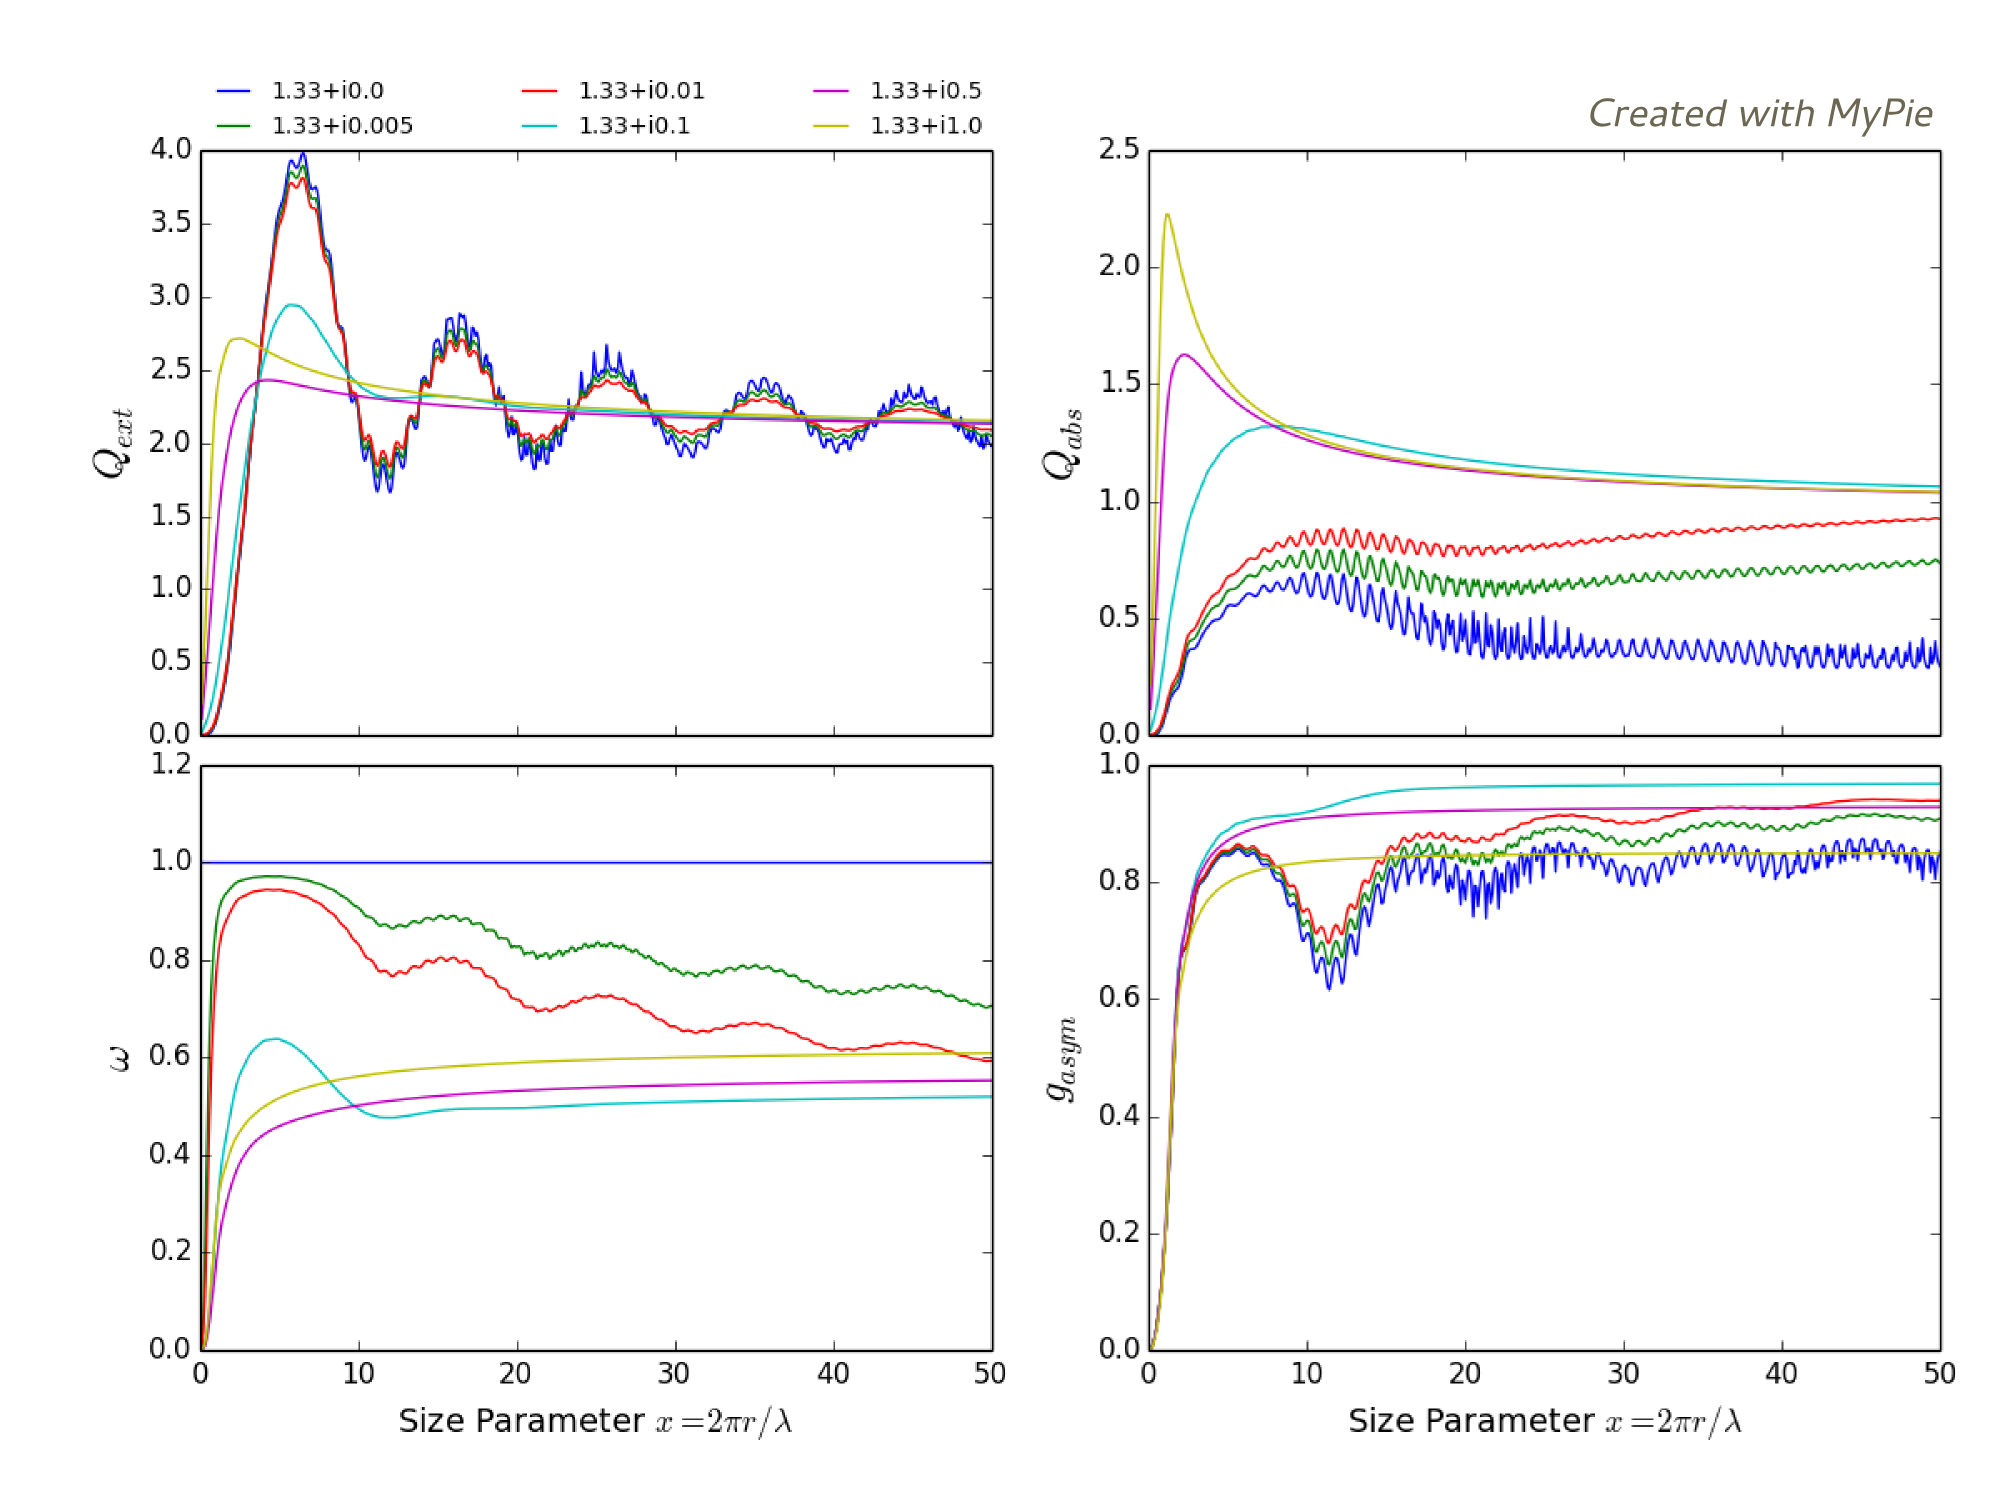 1.33+i0.0 1.33+i0.01 1.33+i0.5
1.33+i0.005 1.33+i0.1 1.33+i1.0
Created with MyPie
4.0
3.5
3.0
2.5
2.0
1.5
1.0
0.5
0.0
Q_ext
2.5
2.0
1.5
1.0
0.5
0.0
Q_abs
1.2
1.0
0.8
0.6
0.4
0.2
0.0
ω
0 10 20 30 40 50
Size Parameter x=2πr/λ
1.0
0.8
0.6
0.4
0.2
0.0
g_asym
0 10 20 30 40 50
Size Parameter x=2πr/λ